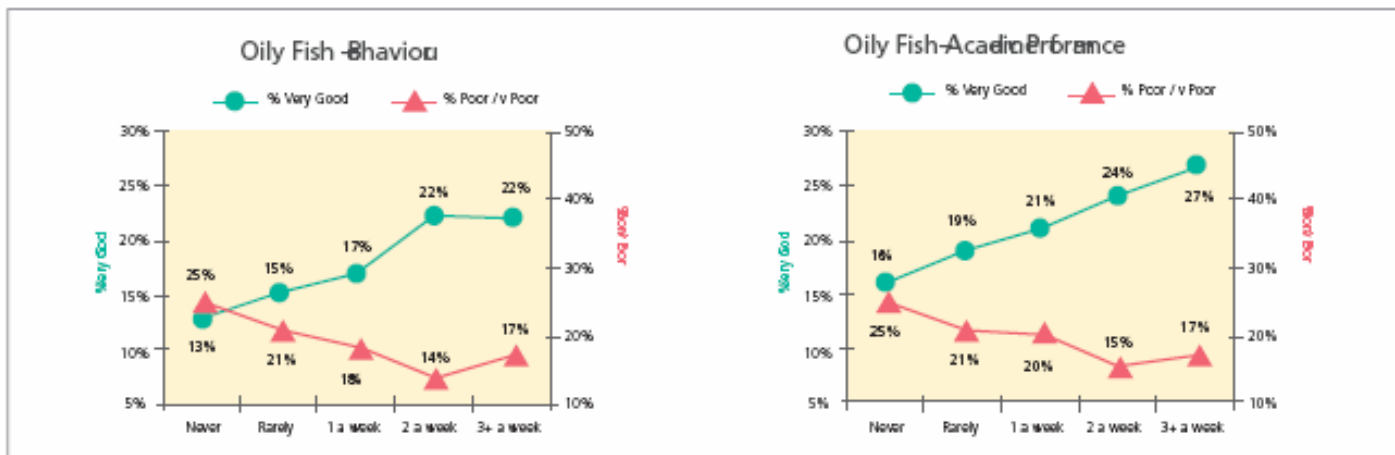 Oily Fish
% Very Good
% Poor / v Poor
30%
25%
20%
15%
10%
5%
50%
40%
30%
20%
10%
25%
15%
17%
22%
22%
13%
21%
18%
14%
17%
Never
Rarely
1 a week
2 a week
3+ a week
Oily Fish
% Very Good
% Poor / v Poor
30%
25%
20%
15%
10%
5%
50%
40%
30%
20%
10%
16%
19%
21%
24%
27%
25%
21%
20%
15%
17%
Never
Rarely
1 a week
2 a week
3+ a week